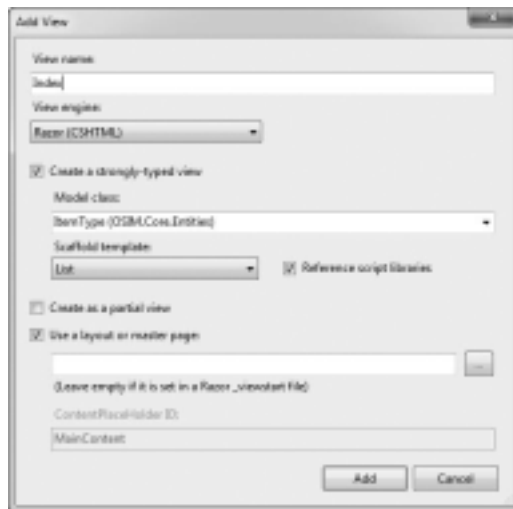 Add View
View name:
Index
View engine:
Razor (CSHTML)
Create a strongly-typed view
Model class:
ItemType (OSIM.Core.Entities)
Scaffold template:
List
Reference script libraries
Create as a partial view
Use a layout or master page:
...
(Leave empty if it is set in a Razor _viewstart file)
ContentPlaceHolder ID:
MainContent
Add Cancel